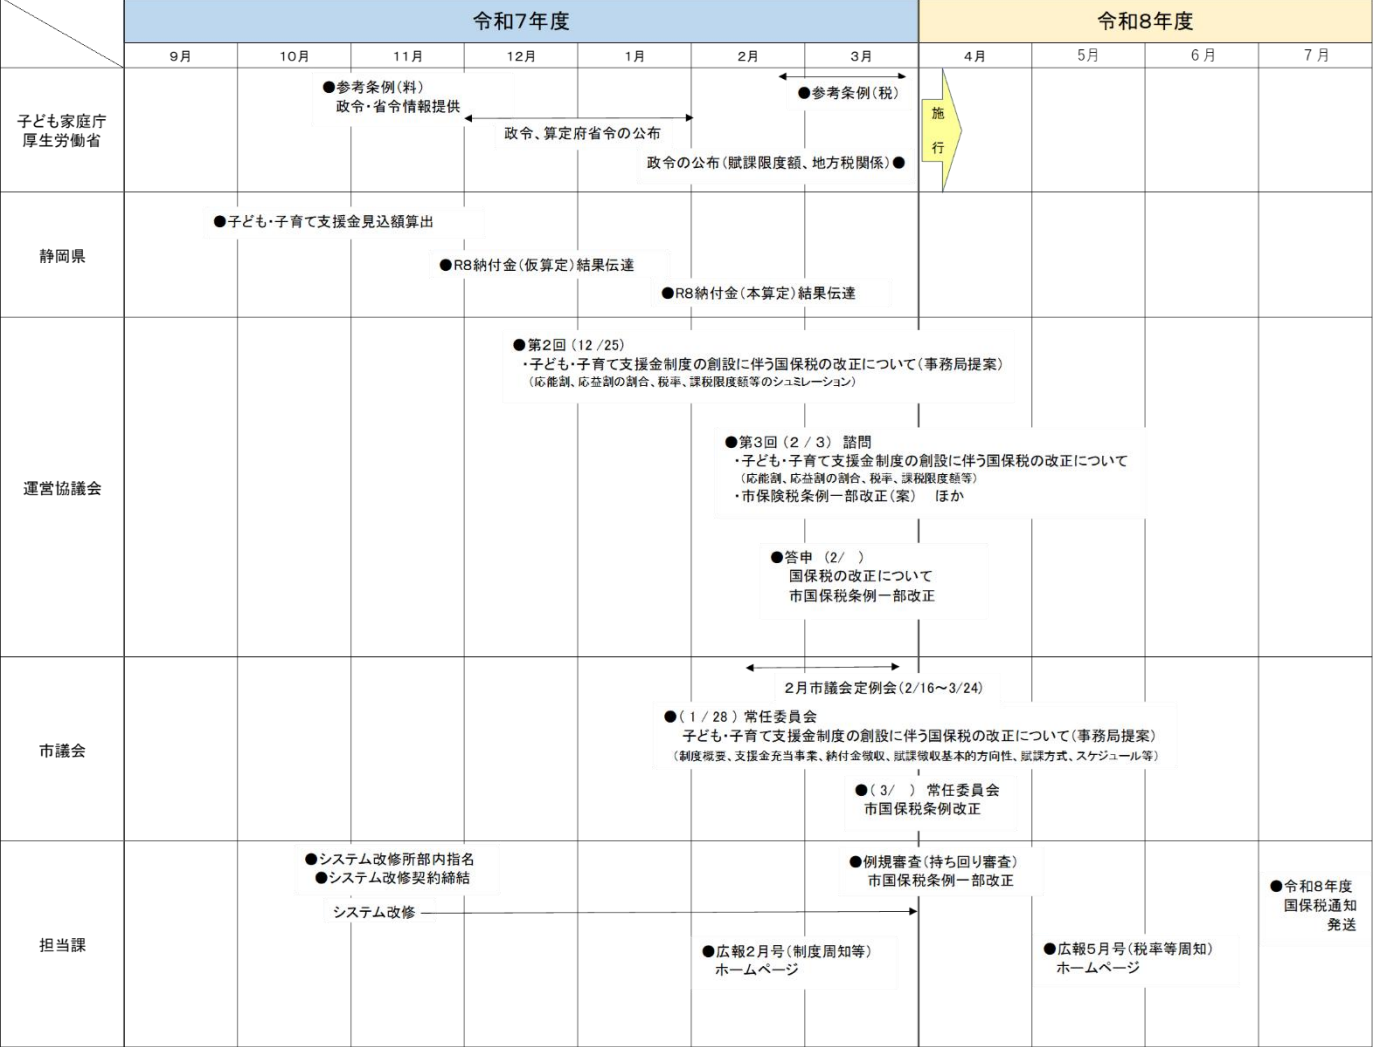 令和7年度
令和8年度
9月
10月
11月
12月
1月
2月
3月
4月
5月
6月
7月
子ども家庭庁
厚生労働省
●参考条例(料)
政令・省令情報提供
政令、算定府省令の公布
●参考条例(税)
政令の公布(賦課限度額、地方税関係)●
施
行
静岡県
●子ども・子育て支援金見込額算出
●R8納付金(仮算定)結果伝達
●R8納付金(本算定)結果伝達
運営協議会
●第2回 (12/25)
・子ども・子育て支援金制度の創設に伴う国保税の改正について(事務局提案)
(応能割、応益割の割合、税率、課税限度額等のシュミレーション)
●第3回 (2/3) 諮問
・子ども・子育て支援金制度の創設に伴う国保税の改正について
(応能割、応益割の割合、税率、課税限度額等)
・市保険税条例一部改正(案) ほか
●答申 (2/ )
国保税の改正について
市国保税条例一部改正
市議会
2月市議会定例会(2/16～3/24)
●(1/28) 常任委員会
子ども・子育て支援金制度の創設に伴う国保税の改正について(事務局提案)
(制度概要、支援金充当事業、納付金徴収、賦課徴収基本的方向性、賦課方式、スケジュール等)
●(3/ ) 常任委員会
市国保税条例改正
担当課
●システム改修所部内指名
●システム改修契約締結
システム改修
●例規審査(持ち回り審査)
市国保税条例一部改正
●広報2月号(制度周知等)
ホームページ
●広報5月号(税率等周知)
ホームページ
●令和8年度
国保税通知
発送